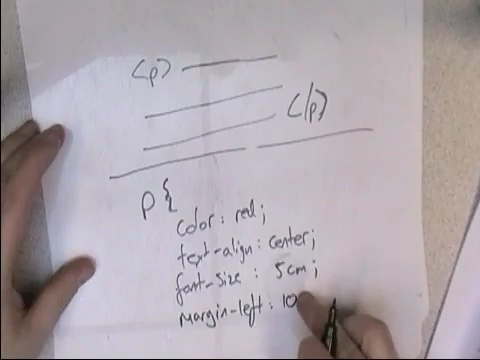 <p>
</p>
p {
color: red;
text-align: center;
font-size : 5cm;
margin-left: 10